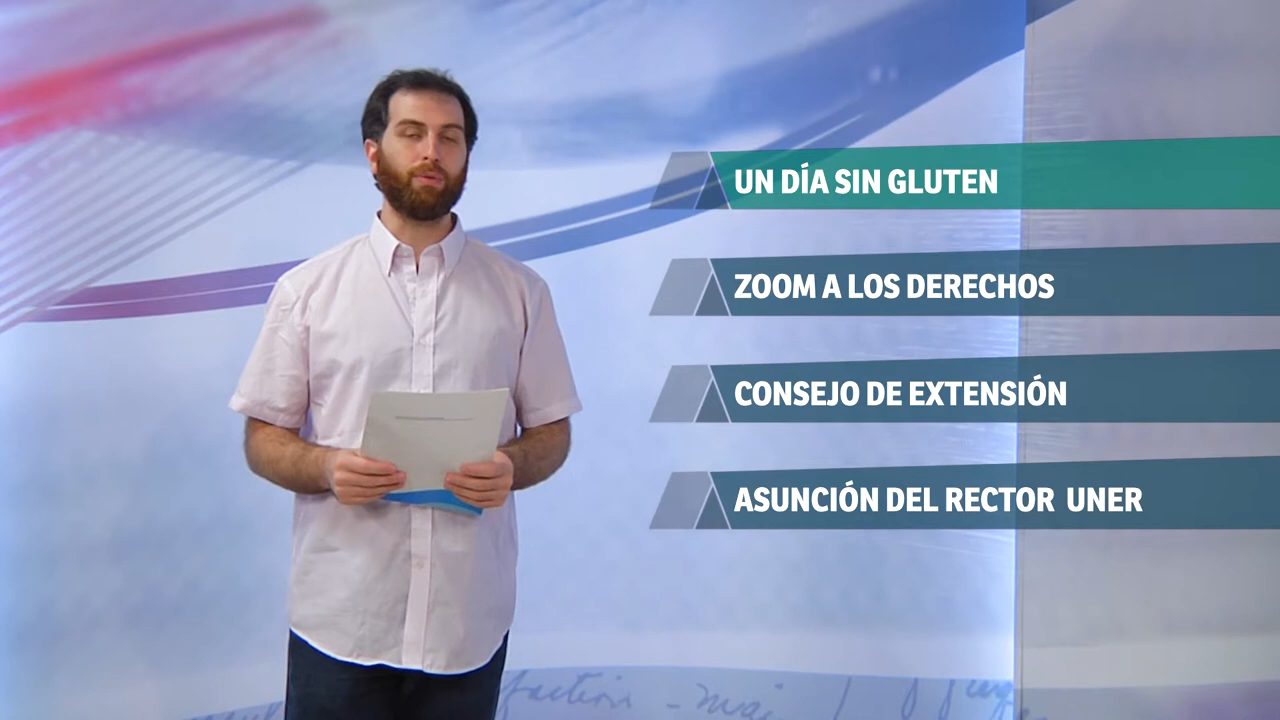 UN DÍA SIN GLUTEN
ZOOM A LOS DERECHOS
CONSEJO DE EXTENSIÓN
ASUNCIÓN DEL RECTOR UNER